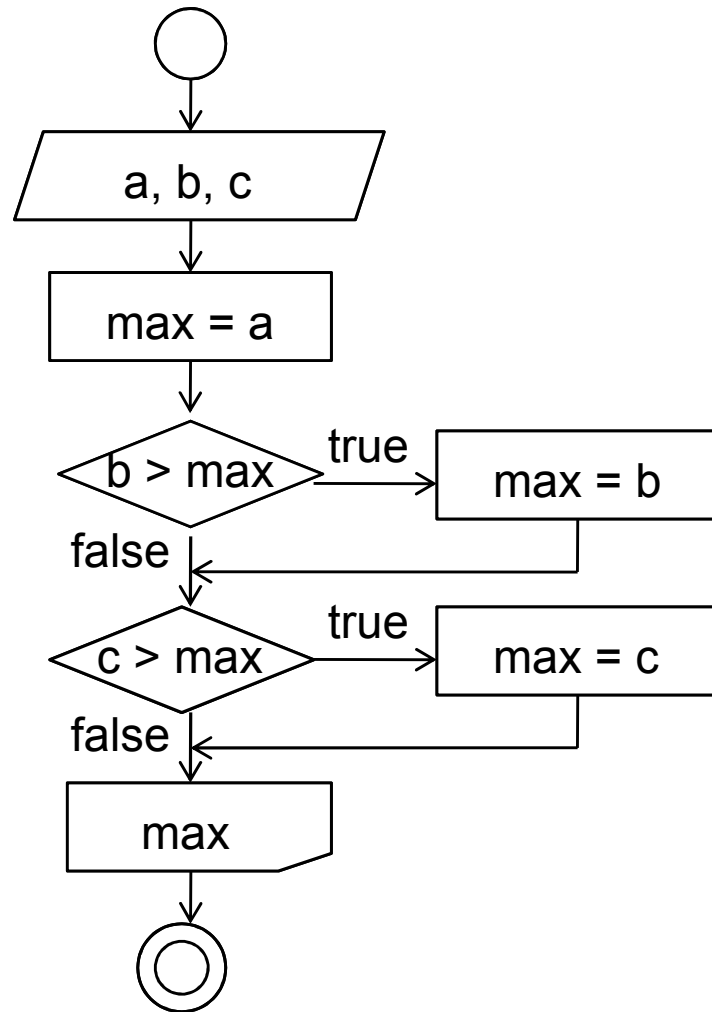 a, b, c
max = a
b > max
true
max = b
false
c > max
true
max = c
false
max